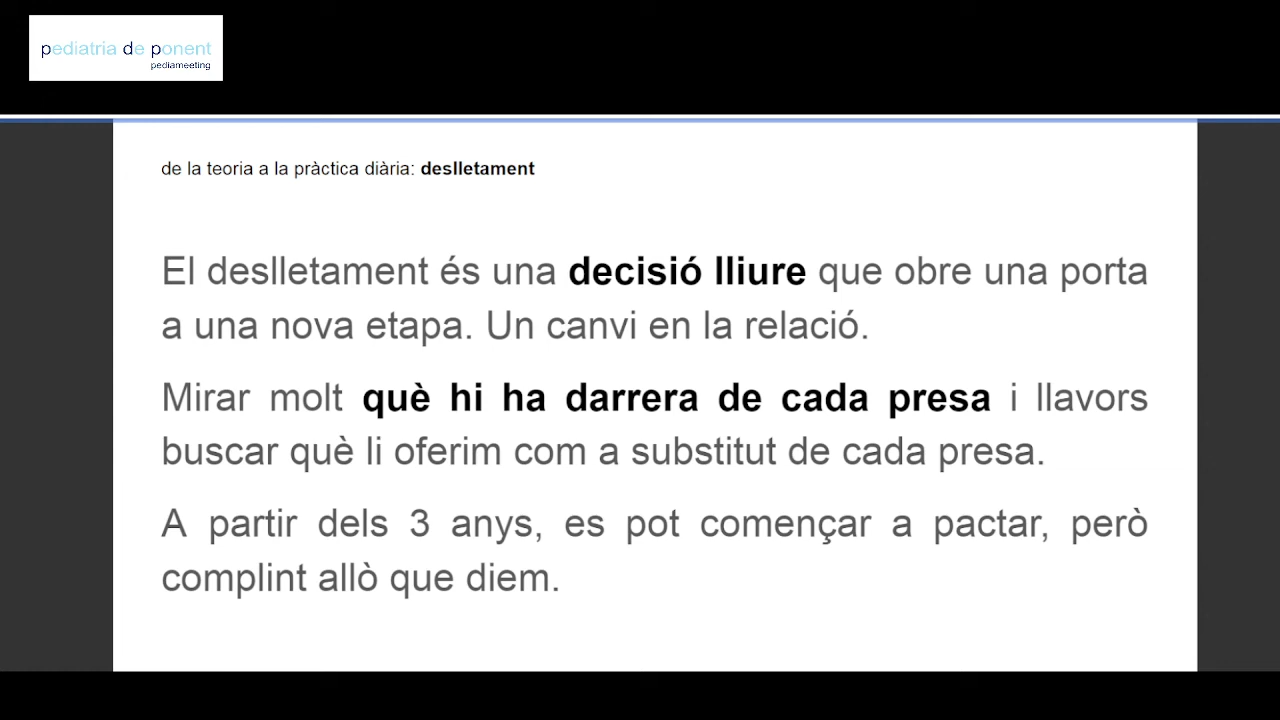 pediatria de ponent
pediameeting
de la teoria a la pràctica diària: deslletament
El deslletament és una decisió lliure que obre una porta
a una nova etapa. Un canvi en la relació.
Mirar molt què hi ha darrera de cada presa i llavors
buscar què li oferim com a substitut de cada presa.
A partir dels 3 anys, es pot començar a pactar, però
complint allò que diem.